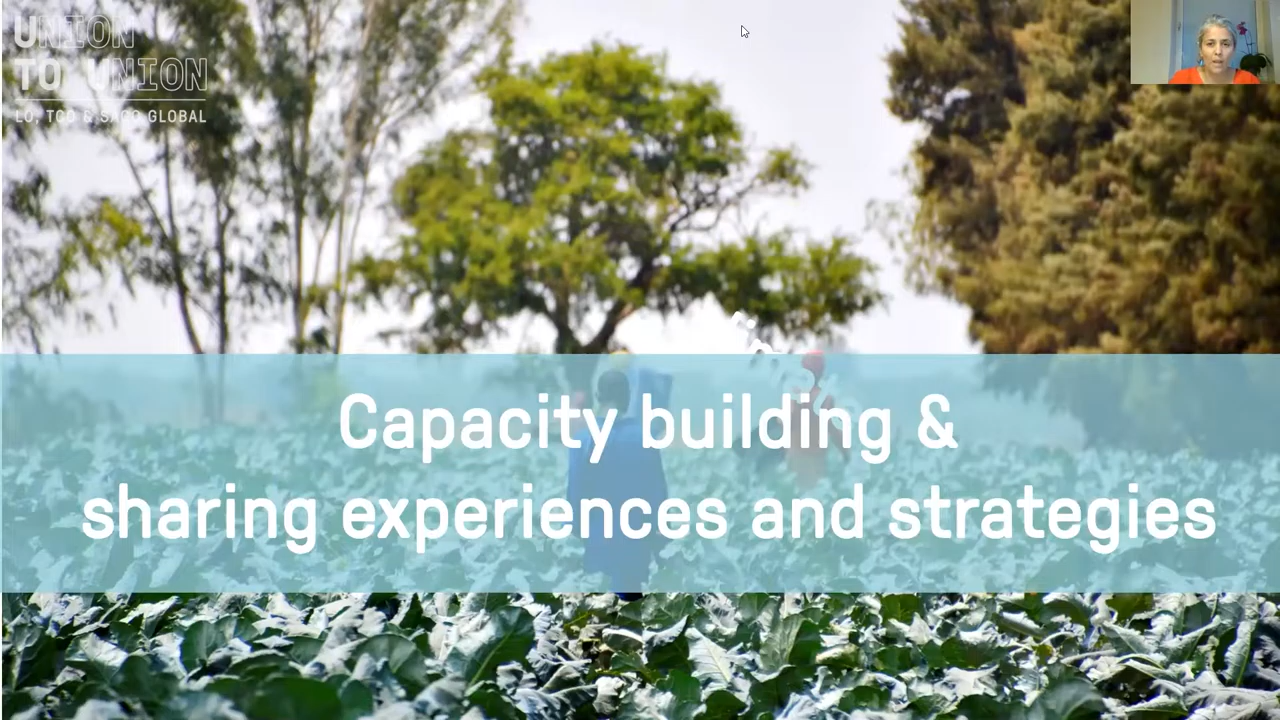 UNION
TO UNION
LO, TCO & SACO GLOBAL
Capacity building &
sharing experiences and strategies